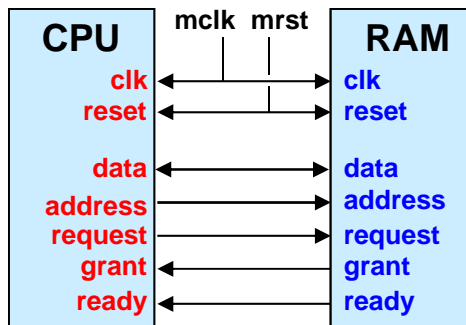 CPU mclk mrst RAM
clk clk
reset reset
data data
address address
request request
grant grant
ready ready